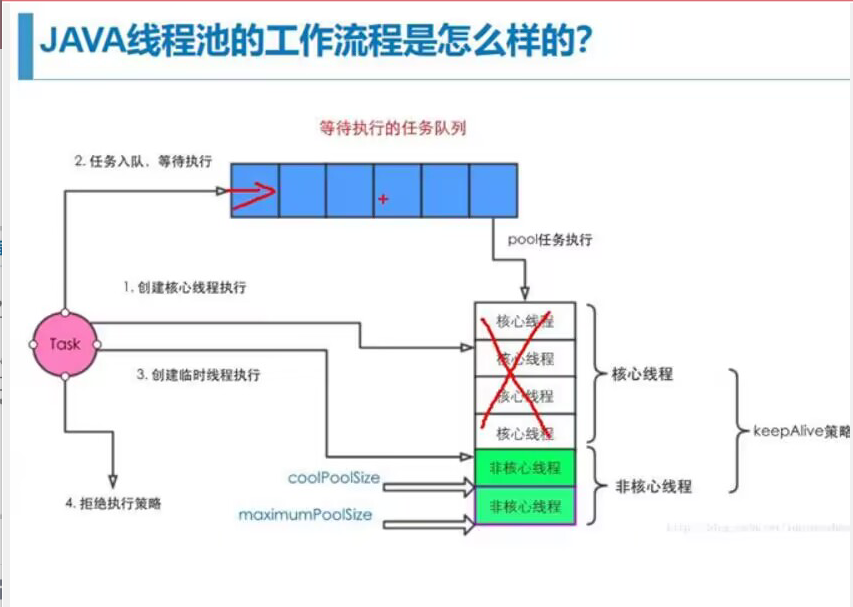 JAVA线程池的工作流程是怎么样的?
等待执行的任务队列
2. 任务入队，等待执行
pool任务执行
1. 创建核心线程执行
核心线程
核心线程
核心线程
核心线程
Task
3. 创建临时线程执行
核心线程
keepAlive策略
非核心线程
非核心线程
非核心线程
coolPoolSize
maximumPoolSize
4. 拒绝执行策略